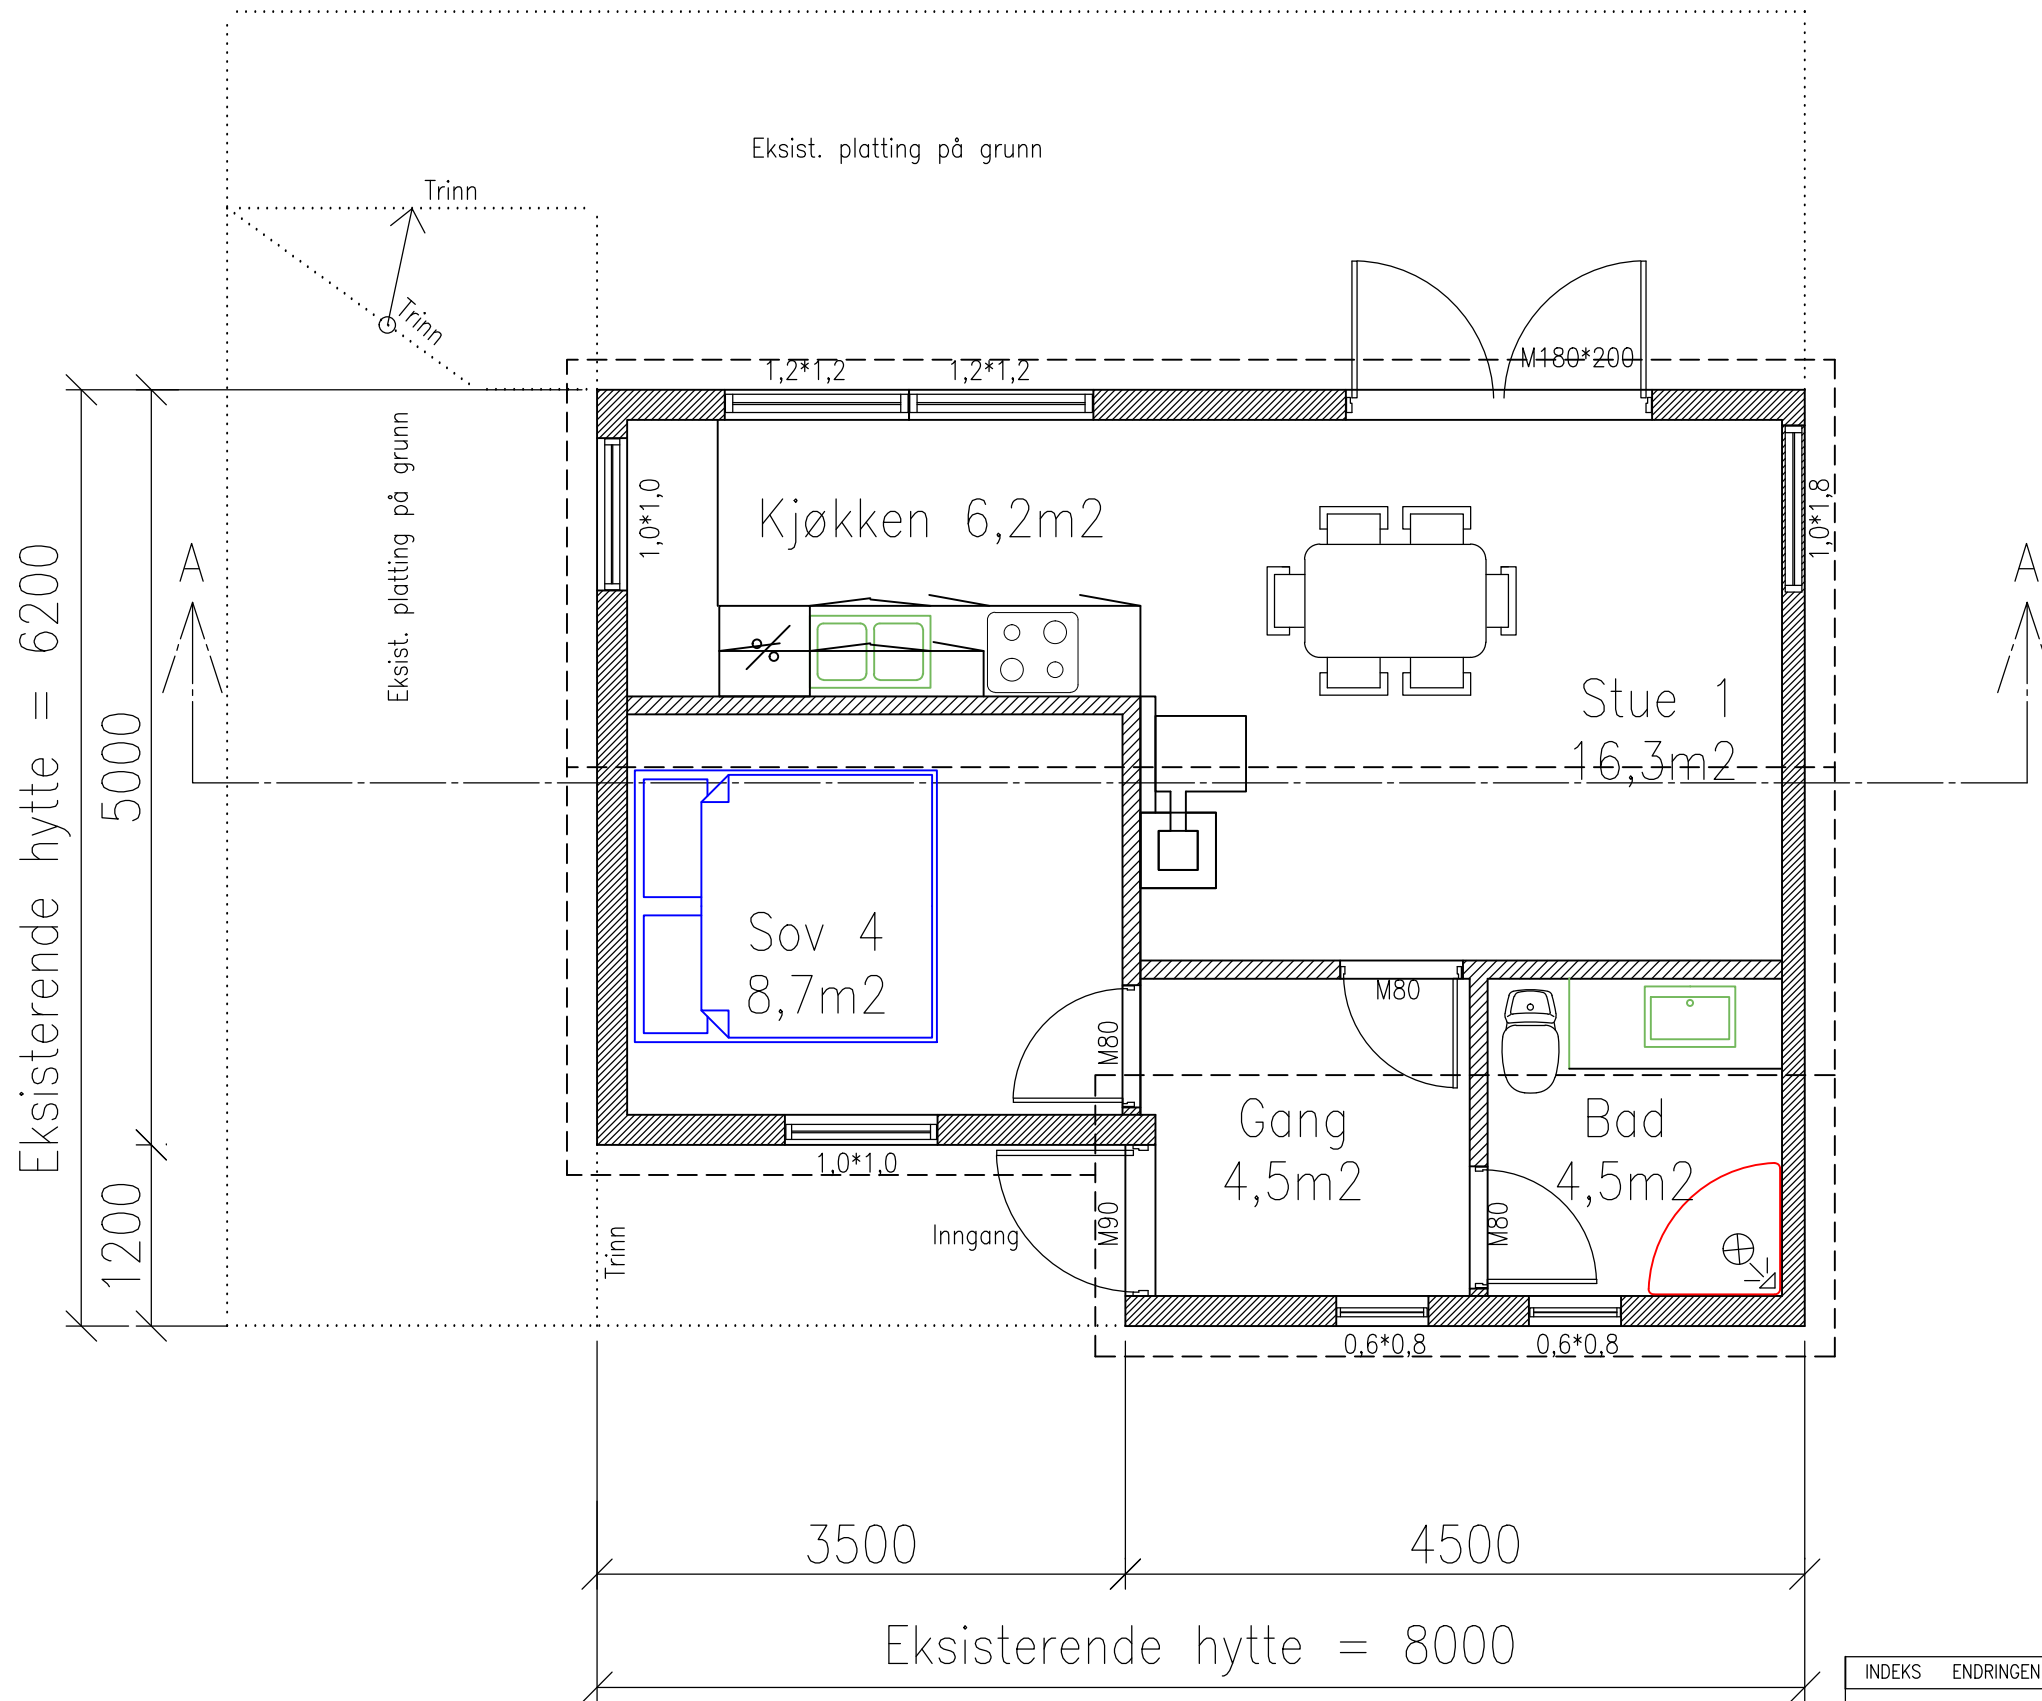 Eksist. platting på grunn
Trinn
Trinn
M180*200
1,2*1,2
1,2*1,2
Eksist. platting på grunn
1,0*1,0
Kjøkken 6,2m2
1,0*1,8
A
A
Eksisterende hytte = 6200
5000
1200
Stue 1
16,3m2
Sov 4
8,7m2
M80
M80
Gang
4,5m2
Bad
4,5m2
1,0*1,0
Trinn
Inngang
M90
M80
0,6*0,8
0,6*0,8
3500
4500
Eksisterende hytte = 8000
INDEKS ENDRINGEN